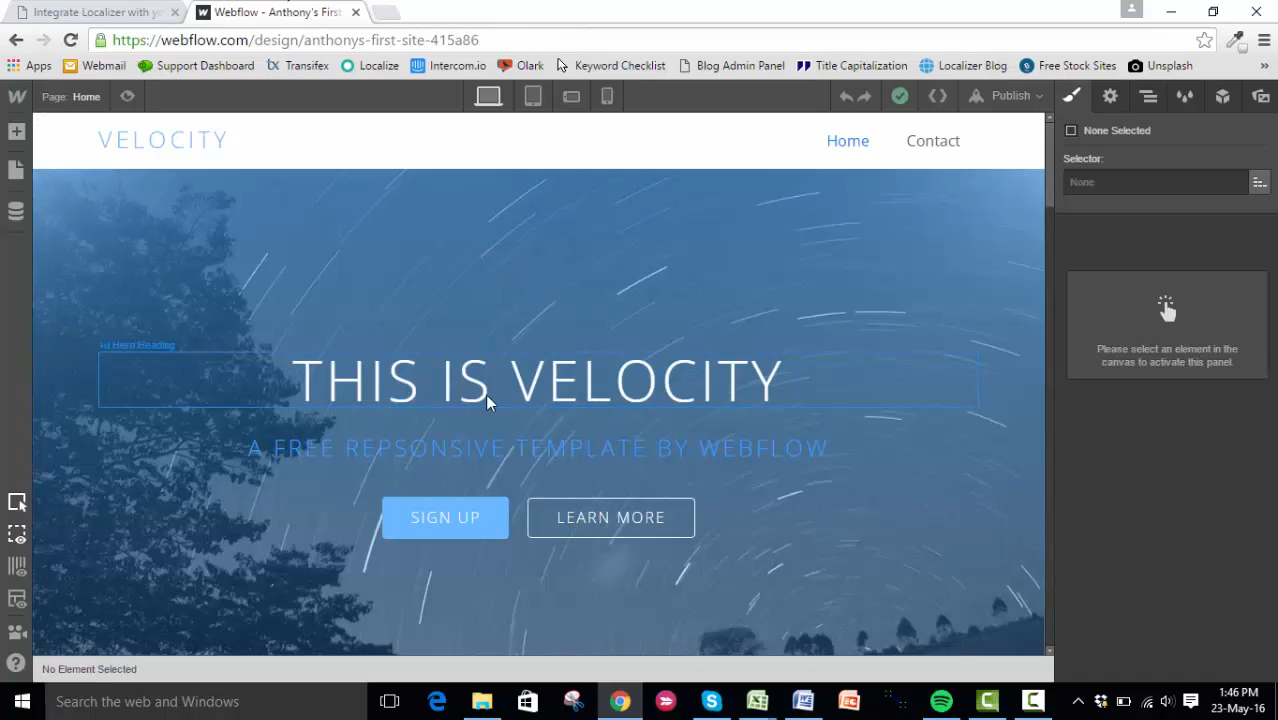 Integrate Localizer with yo
Webflow - Anthony's First
https://webflow.com/design/anthonys-first-site-415a86
Apps
Webmail
Support Dashboard
Transifex
Localize
Intercom.io
Olark
Keyword Checklist
Blog Admin Panel
Title Capitalization
Localizer Blog
Free Stock Sites
Unsplash
»
Page: Home
Publish
None Selected
VELOCITY
Home
Contact
Selector:
None
H1 Hero Heading
THIS IS VELOCITY
Please select an element in the
canvas to activate this panel.
A FREE REPSONSIVE TEMPLATE BY WEBFLOW
SIGN UP
LEARN MORE
No Element Selected
Search the web and Windows
1:46 PM
23-May-16